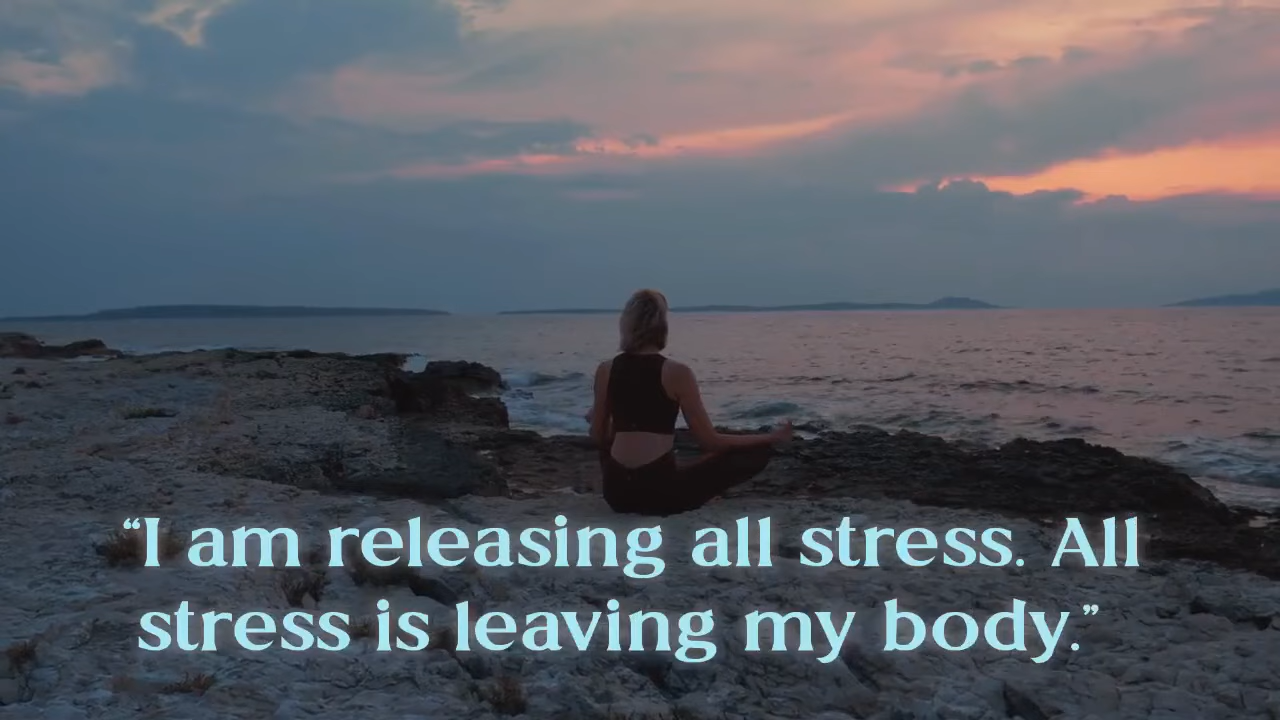 “I am releasing all stress. All
stress is leaving my body.”